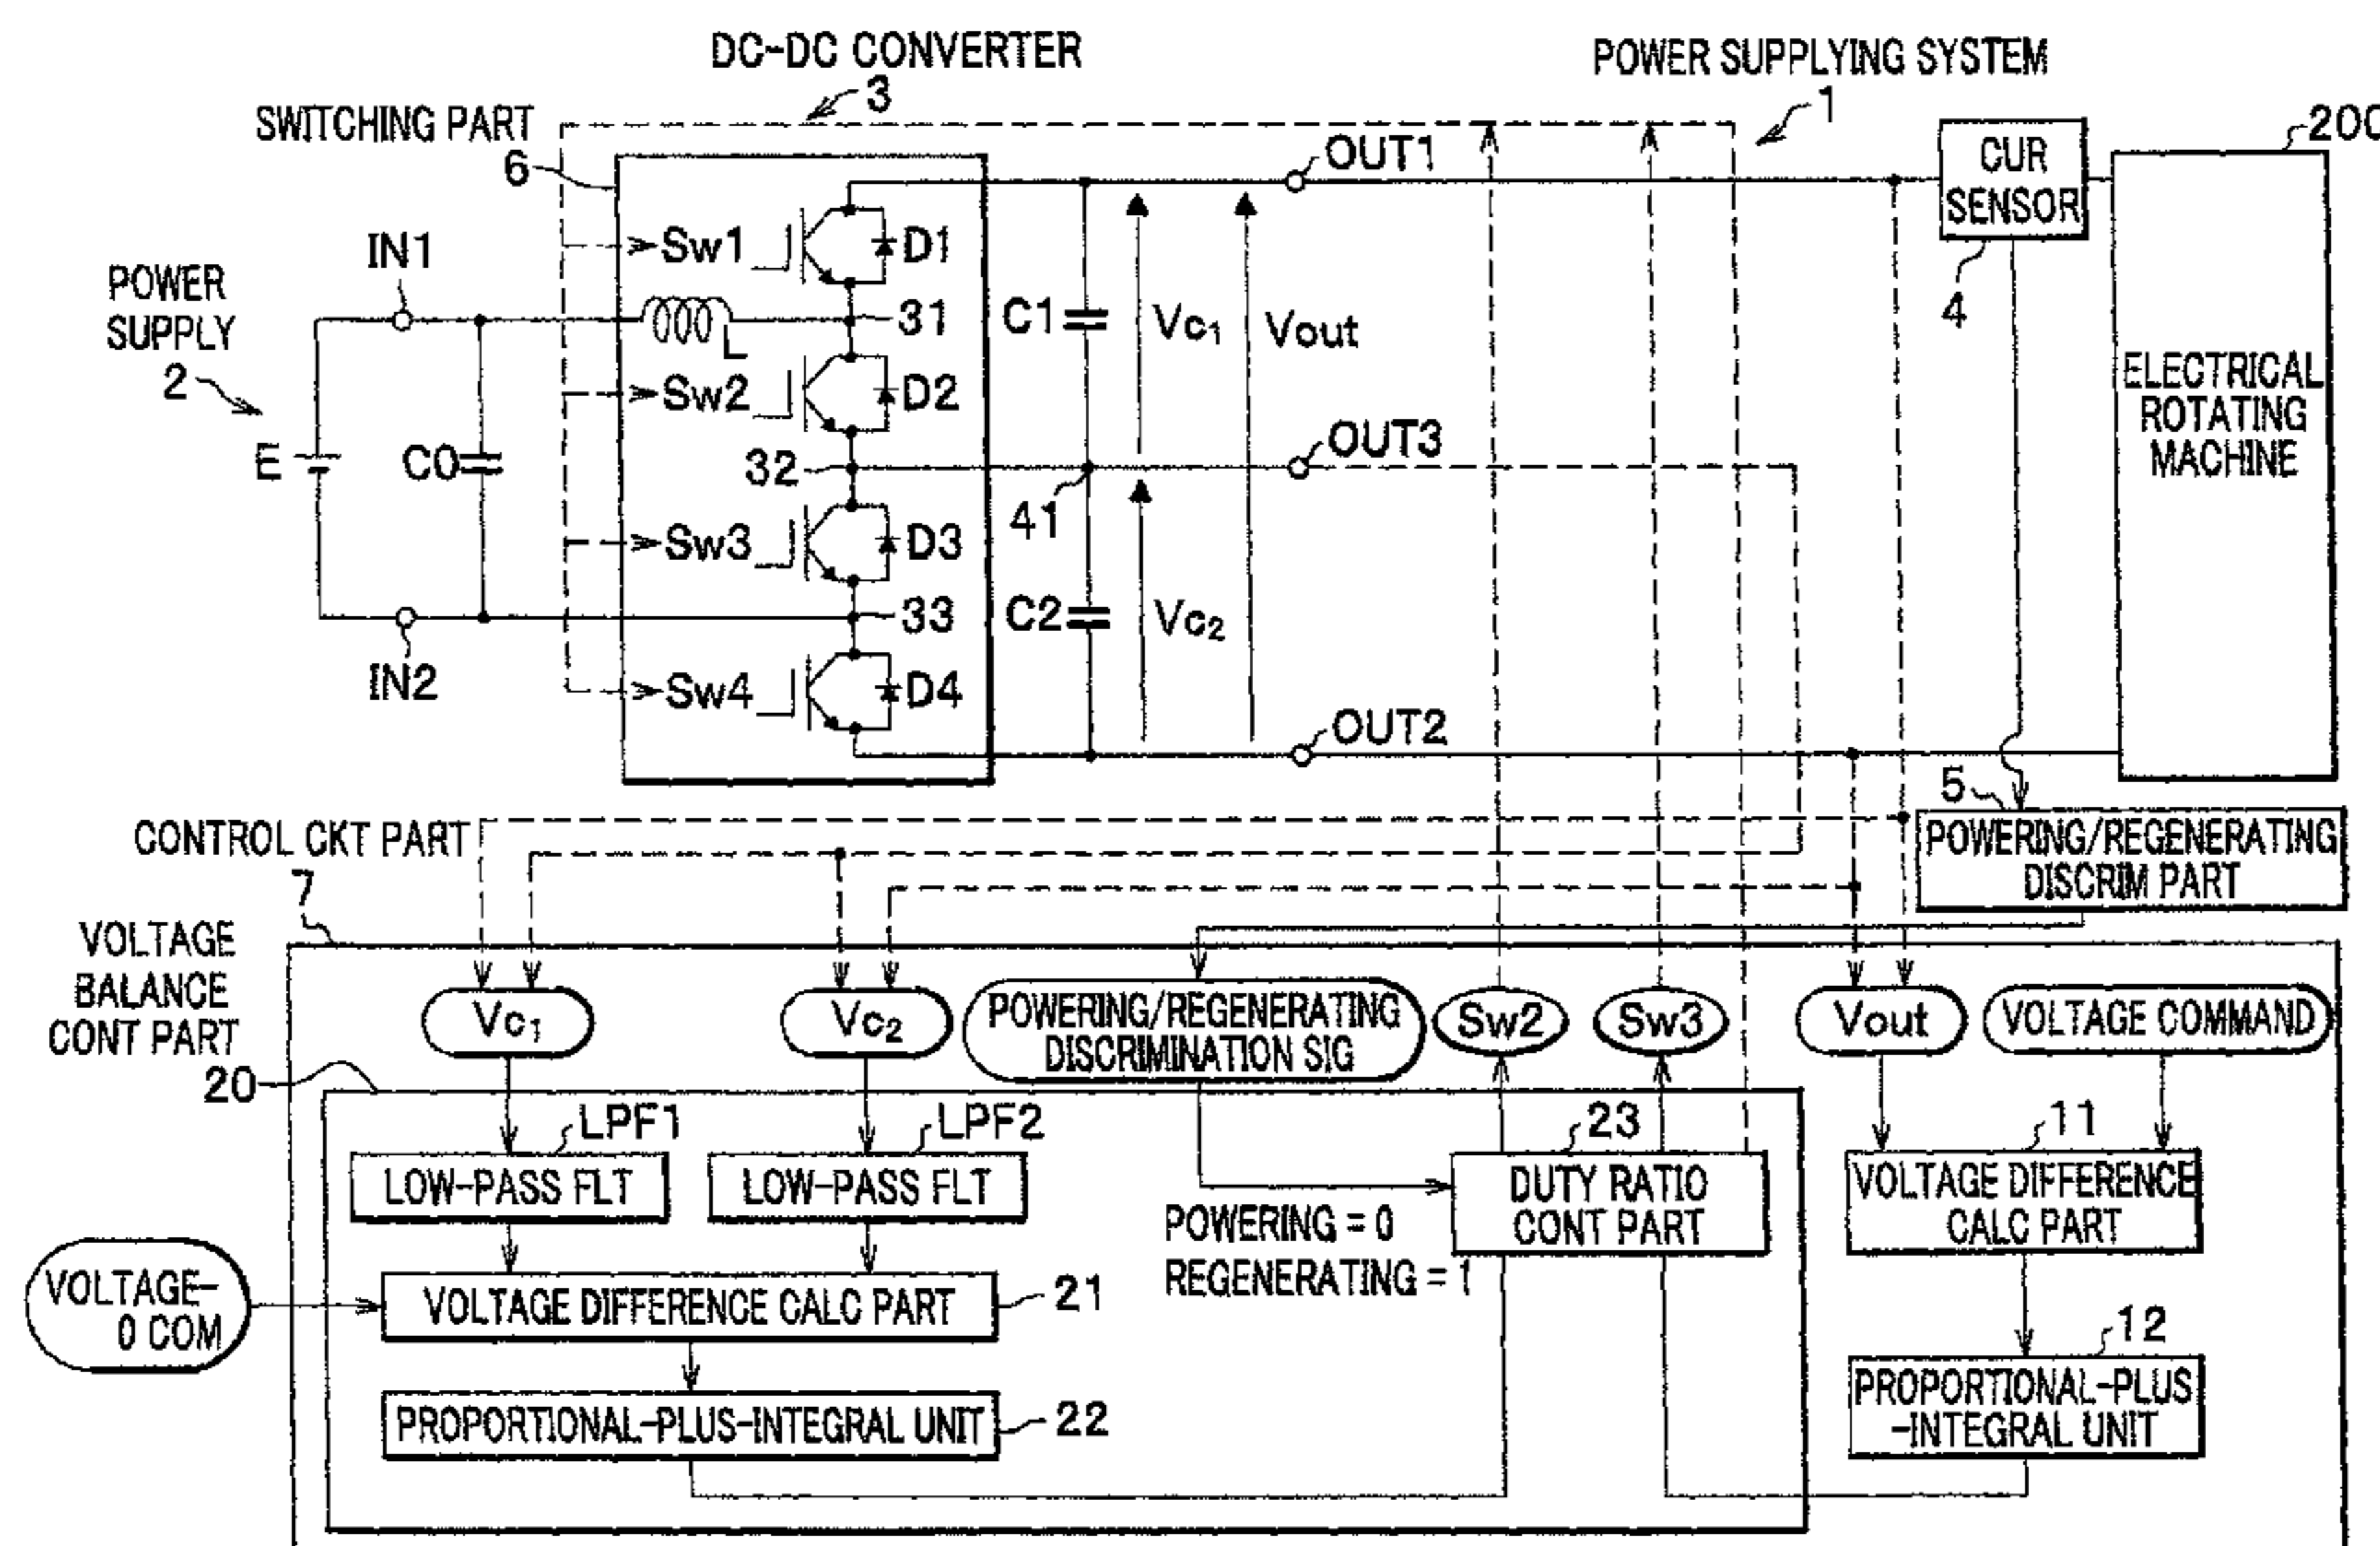 DC-DC CONVERTER
3
POWER SUPPLYING SYSTEM
1
SWITCHING PART
6
OUT1
CUR
SENSOR
4
200
IN1
POWER
SUPPLY
2
Sw1
D1
31
L
C1
Vc1
Vout
Sw2
D2
ELECTRICAL
ROTATING
MACHINE
E
C0
32
OUT3
41
Sw3
D3
33
C2
Vc2
IN2
Sw4
D4
OUT2
5
POWERING/REGENERATING
DISCRIM PART
CONTROL CKT PART
7
VOLTAGE
BALANCE
CONT PART
20
Vc1
Vc2
POWERING/REGENERATING
DISCRIMINATION SIG
Sw2
Sw3
Vout
VOLTAGE COMMAND
LPF1
LPF2
23
11
LOW-PASS FLT
LOW-PASS FLT
DUTY RATIO
CONT PART
VOLTAGE DIFFERENCE
CALC PART
POWERING = 0
REGENERATING = 1
VOLTAGE-
0 COM
VOLTAGE DIFFERENCE CALC PART
21
12
PROPORTIONAL-PLUS-INTEGRAL UNIT
22
PROPORTIONAL-PLUS
-INTEGRAL UNIT